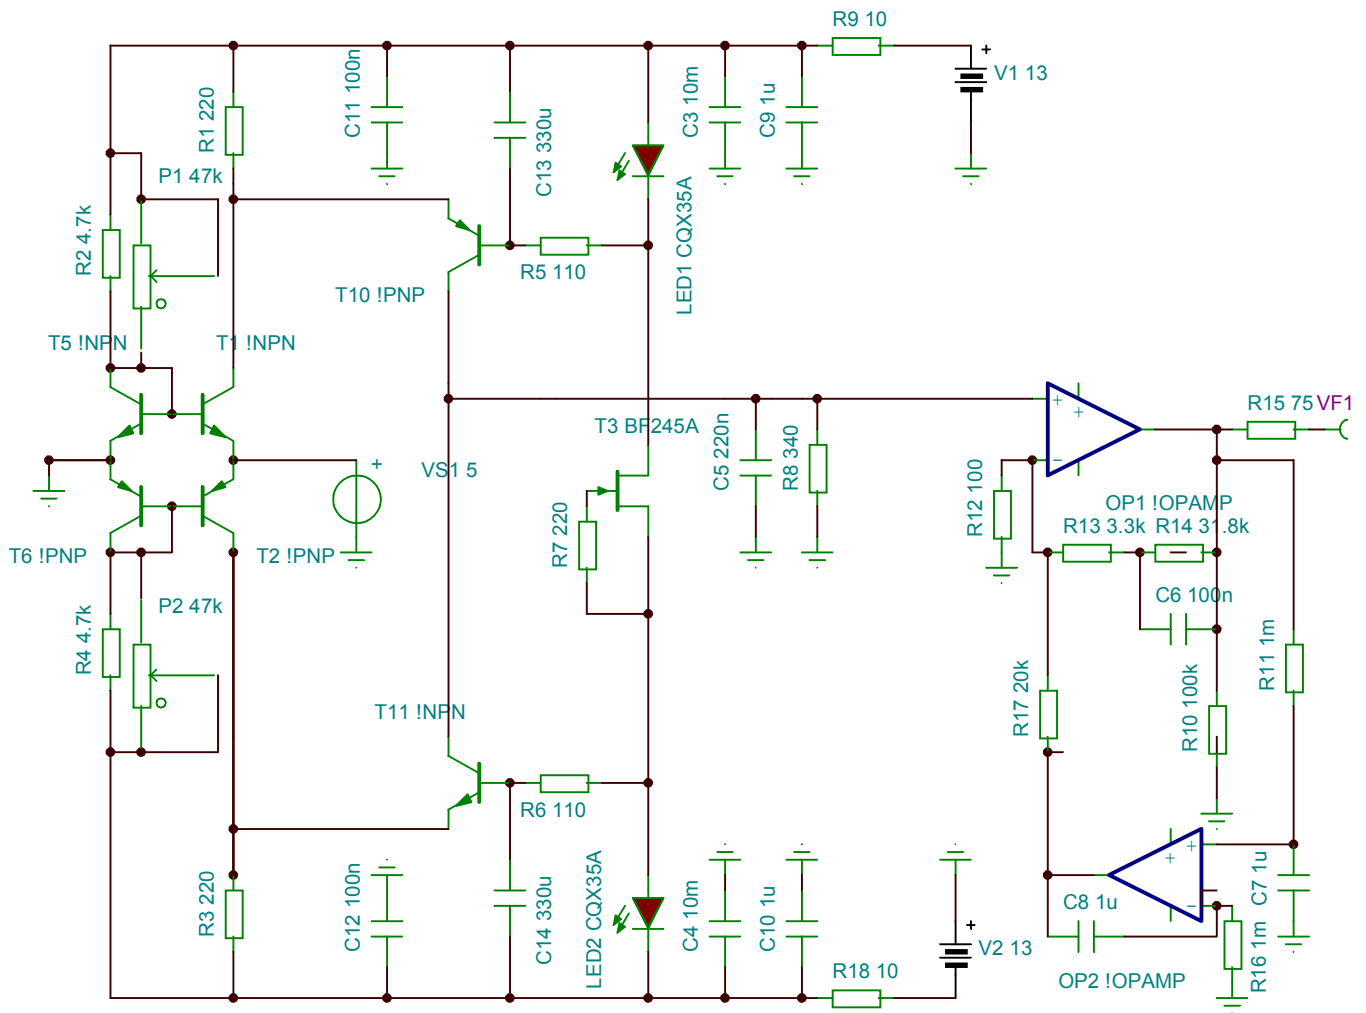 R9 10
V1 13
C11 100n
C13 330u
C3 10m
C9 1u
R1 220
P1 47k
R2 4.7k
R5 110
LED1 CQX35A
T10 !PNP
T5 !NPN
T1 !NPN
+
+
−
R15 75
VF1
T3 BF245A
C5 220n
R8 340
VS1 5
+
R12 100
OP1 !OPAMP
R13 3.3k
R14 31.8k
R7 220
T6 !PNP
T2 !PNP
P2 47k
R4 4.7k
C6 100n
R11 1m
R17 20k
R10 100k
T11 !NPN
R6 110
R3 220
C12 100n
C14 330u
LED2 CQX35A
C4 10m
C10 1u
+
V2 13
R18 10
+
+
−
C8 1u
C7 1u
R16 1m
OP2 !OPAMP
+